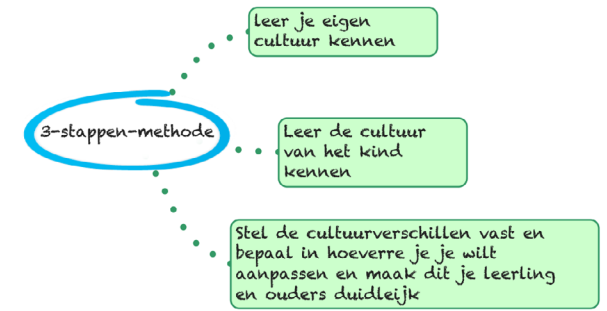 leer je eigen
cultuur kennen
3-stappen-methode
Leer de cultuur
van het kind
kennen
Stel de cultuurverschillen vast en
bepaal in hoeverre je je wilt
aanpassen en maak dit je leerling
en ouders duidleijk